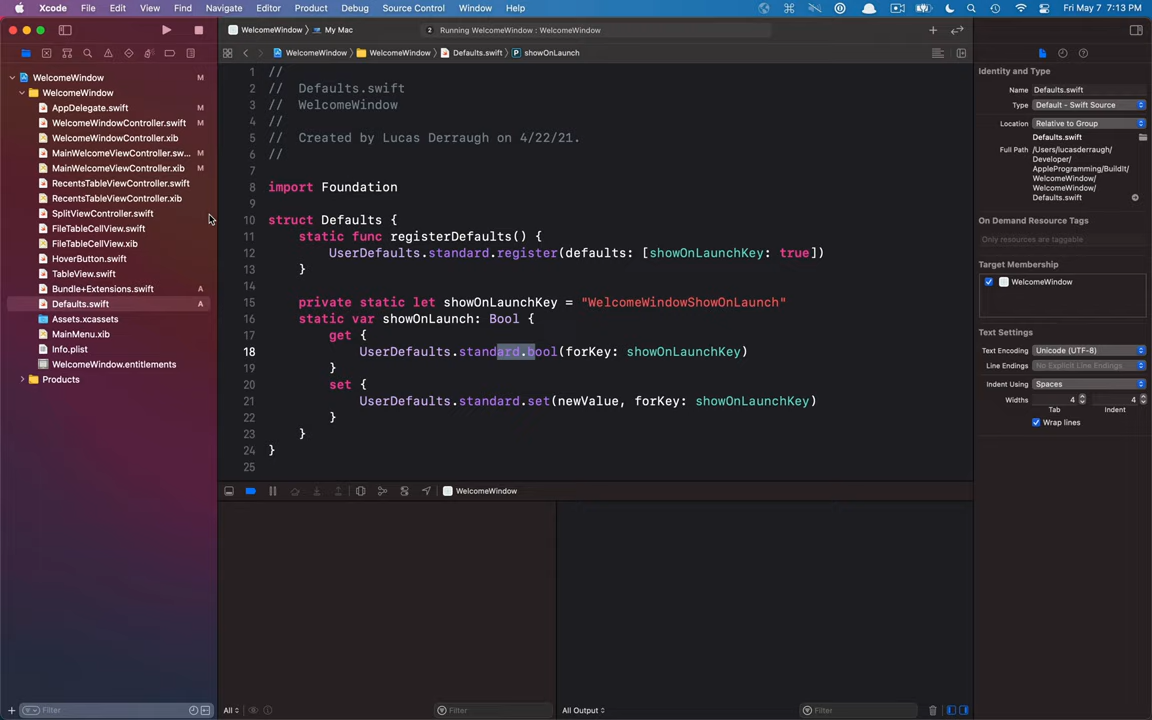 Xcode File Edit View Find Navigate Editor Product Debug Source Control Window Help Fri May 7 7:13 PM
WelcomeWindow My Mac 2 Running WelcomeWindow : WelcomeWindow
WelcomeWindow WelcomeWindow Defaults.swift P showOnLaunch
WelcomeWindow M
WelcomeWindow
AppDelegate.swift M
WelcomeWindowController.swift M
WelcomeWindowController.xib
MainWelcomeViewController.sw... M
MainWelcomeViewController.xib M
RecentsTableViewController.swift
RecentsTableViewController.xib
SplitViewController.swift
FileTableCellView.swift
FileTableCellView.xib
HoverButton.swift
TableView.swift
Bundle+Extensions.swift A
Defaults.swift A
Assets.xcassets
MainMenu.xib
Info.plist
WelcomeWindow.entitlements
Products
Filter
1 //
2 //  Defaults.swift
3 //  WelcomeWindow
4 //
5 //  Created by Lucas Derraugh on 4/22/21.
6 //
7
8 import Foundation
9
10 struct Defaults {
11     static func registerDefaults() {
12         UserDefaults.standard.register(defaults: [showOnLaunchKey: true])
13     }
14
15     private static let showOnLaunchKey = "WelcomeWindowShowOnLaunch"
16     static var showOnLaunch: Bool {
17         get {
18             UserDefaults.standard.bool(forKey: showOnLaunchKey)
19         }
20         set {
21             UserDefaults.standard.set(newValue, forKey: showOnLaunchKey)
22         }
23     }
24 }
25
WelcomeWindow
All Filter
All Output Filter
Identity and Type
Name Defaults.swift
Type Default - Swift Source
Location Relative to Group
Defaults.swift
Full Path /Users/lucasderraugh/
Developer/
AppleProgramming/BuildIt/
WelcomeWindow/
WelcomeWindow/
Defaults.swift
On Demand Resource Tags
Only resources are taggable
Target Membership
WelcomeWindow
Text Settings
Text Encoding Unicode (UTF-8)
Line Endings No Explicit Line Endings
Indent Using Spaces
Widths 4 4
Tab Indent
Wrap lines